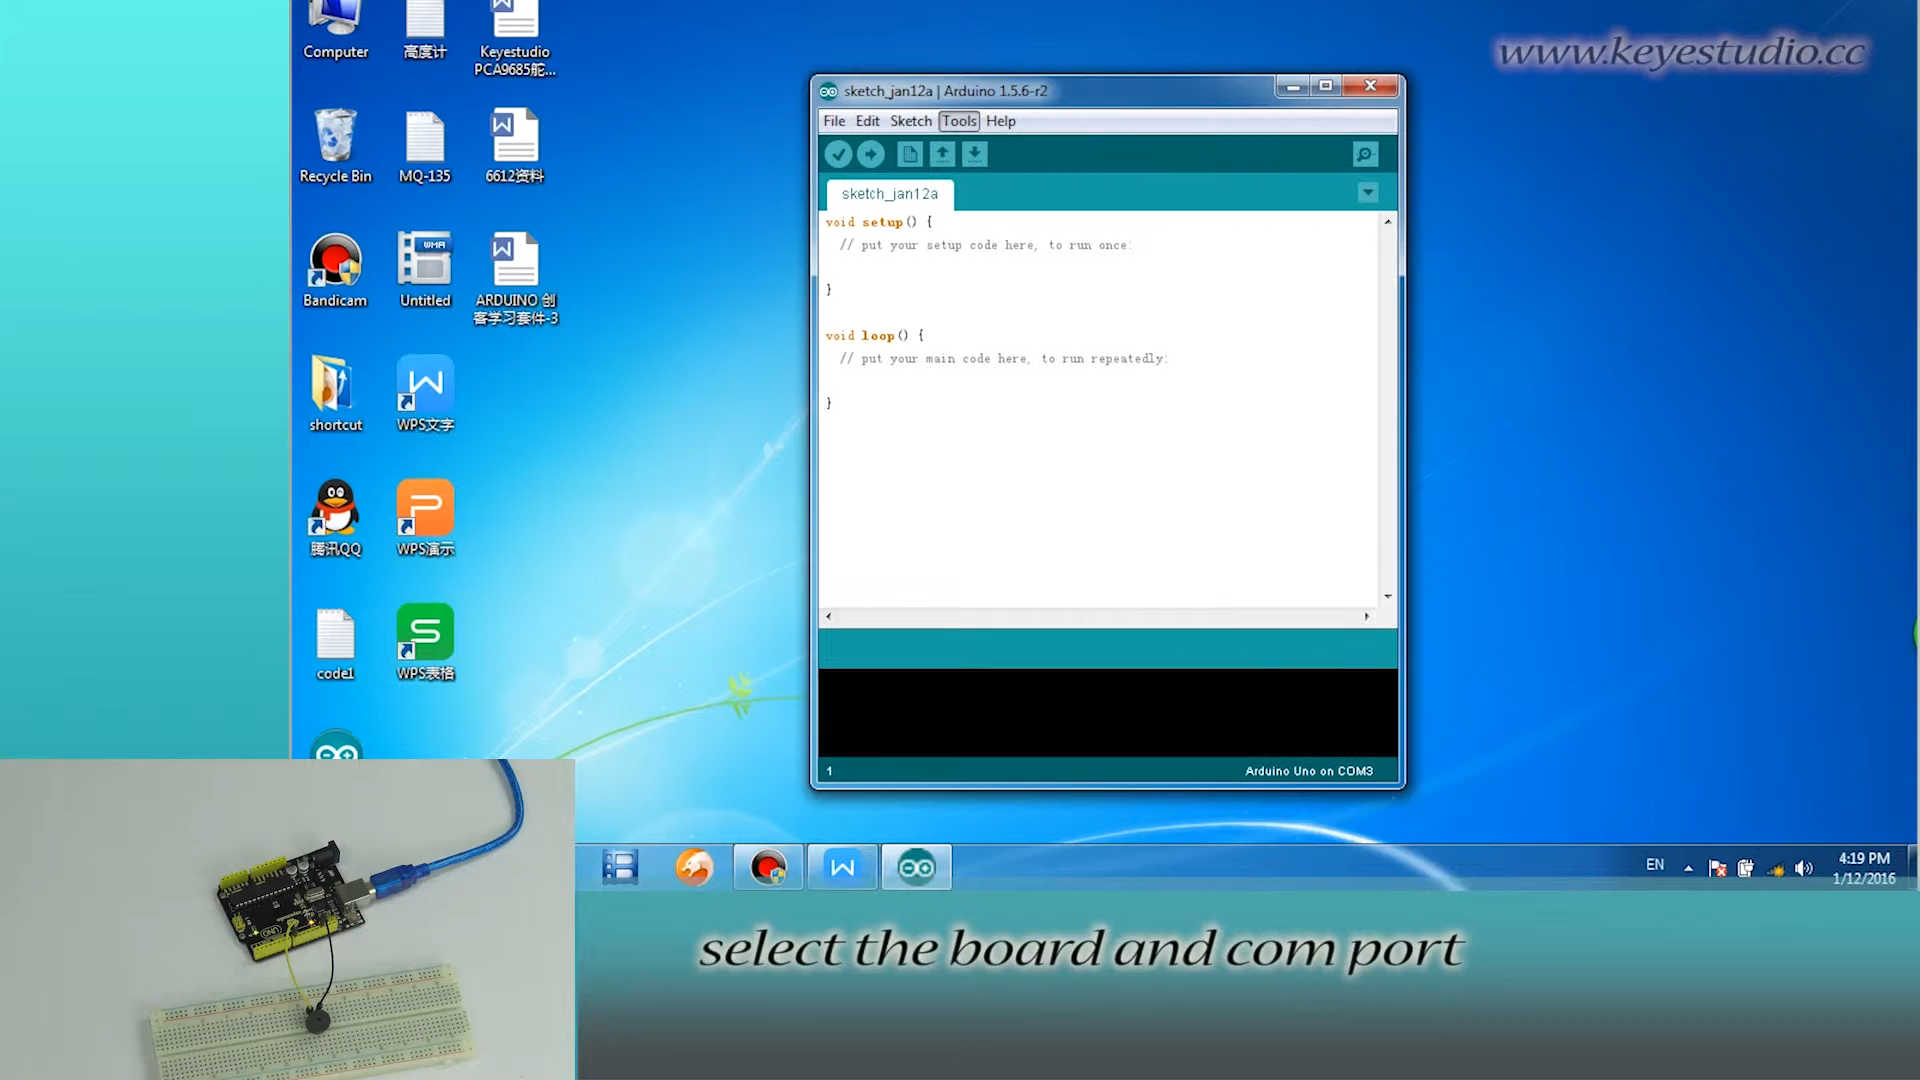 www.keyestudio.cc
Computer
高度计
Keyestudio
PCA9685舵...
Recycle Bin
MQ-135
6612资料
Bandicam
WMA
Untitled
ARDUINO 创
客学习套件-3
shortcut
WPS文字
腾讯QQ
WPS演示
code1
WPS表格
sketch_jan12a | Arduino 1.5.6-r2
File Edit Sketch Tools Help
sketch_jan12a
void setup() {
// put your setup code here, to run once:
}
void loop() {
// put your main code here, to run repeatedly:
}
1
Arduino Uno on COM3
EN
4:19 PM
1/12/2016
UNO
select the board and com port